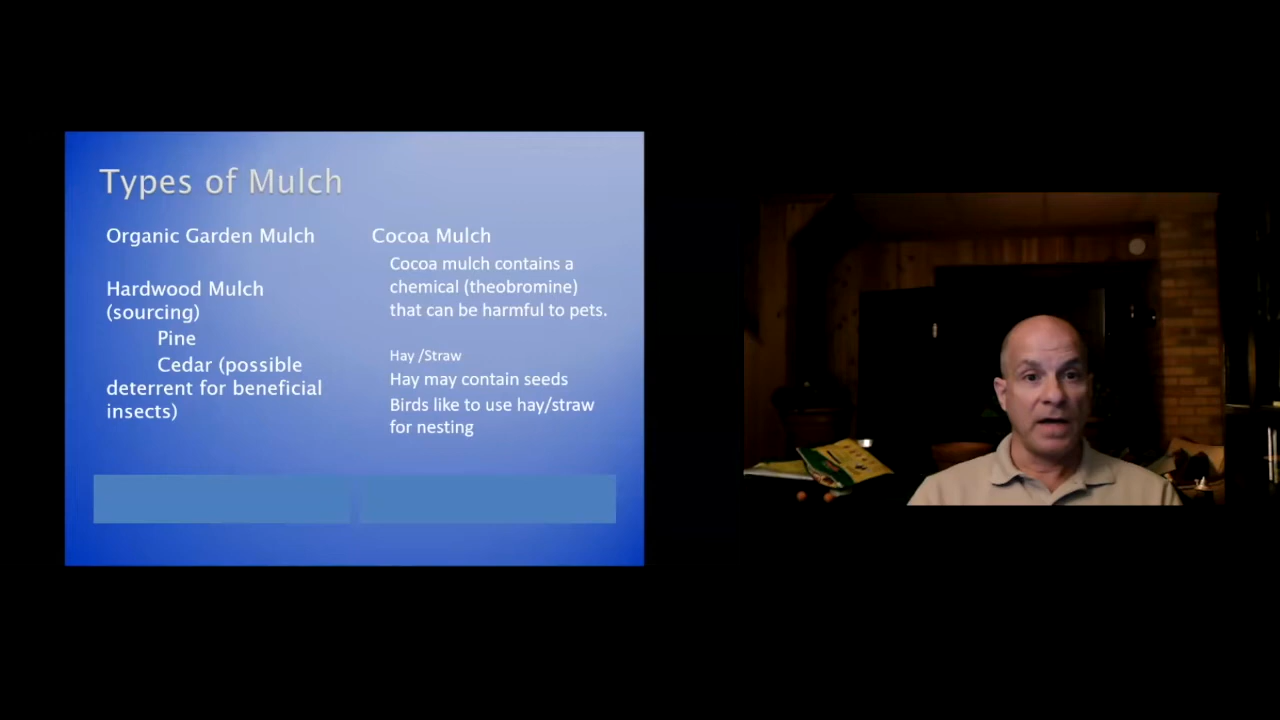 Types of Mulch
Organic Garden Mulch
Hardwood Mulch
(sourcing)
Pine
Cedar (possible
deterrent for beneficial
insects)
Cocoa Mulch
Cocoa mulch contains a
chemical (theobromine)
that can be harmful to pets.
Hay /Straw
Hay may contain seeds
Birds like to use hay/straw
for nesting